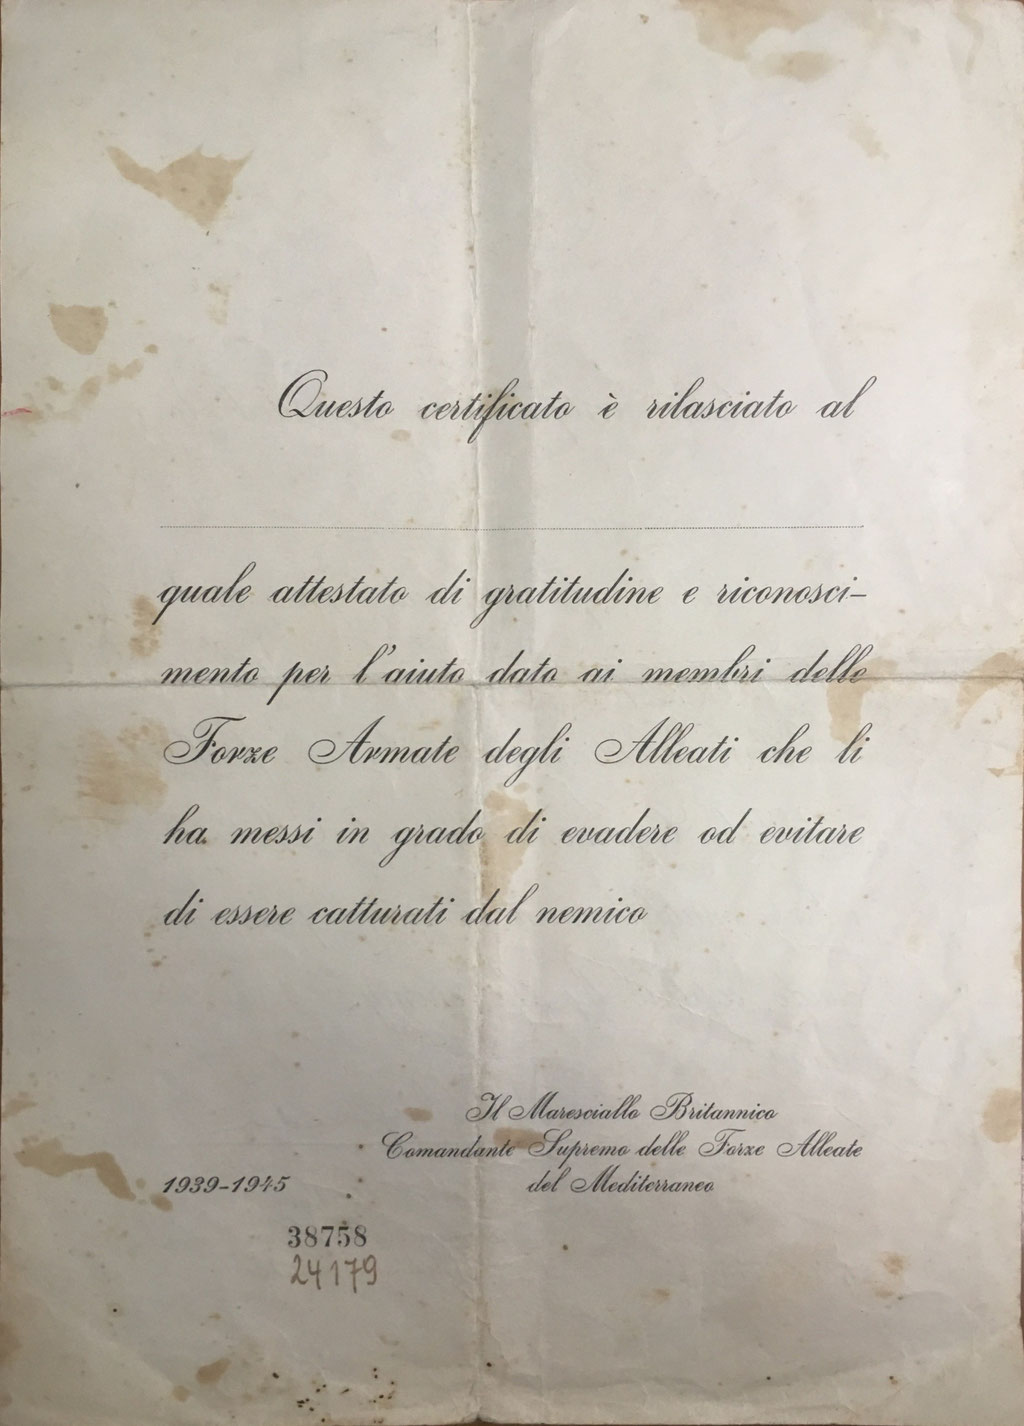 Questo certificato è rilasciato al
quale attestato di gratitudine e riconosci-
mento per l'aiuto dato ai membri delle
Forze Armate degli Alleati che li
ha messi in grado di evadere od evitare
di essere catturati dal nemico
Il Maresciallo Britannico
Comandante Supremo delle Forze Alleate
del Mediterraneo
1939-1945
38758
24179